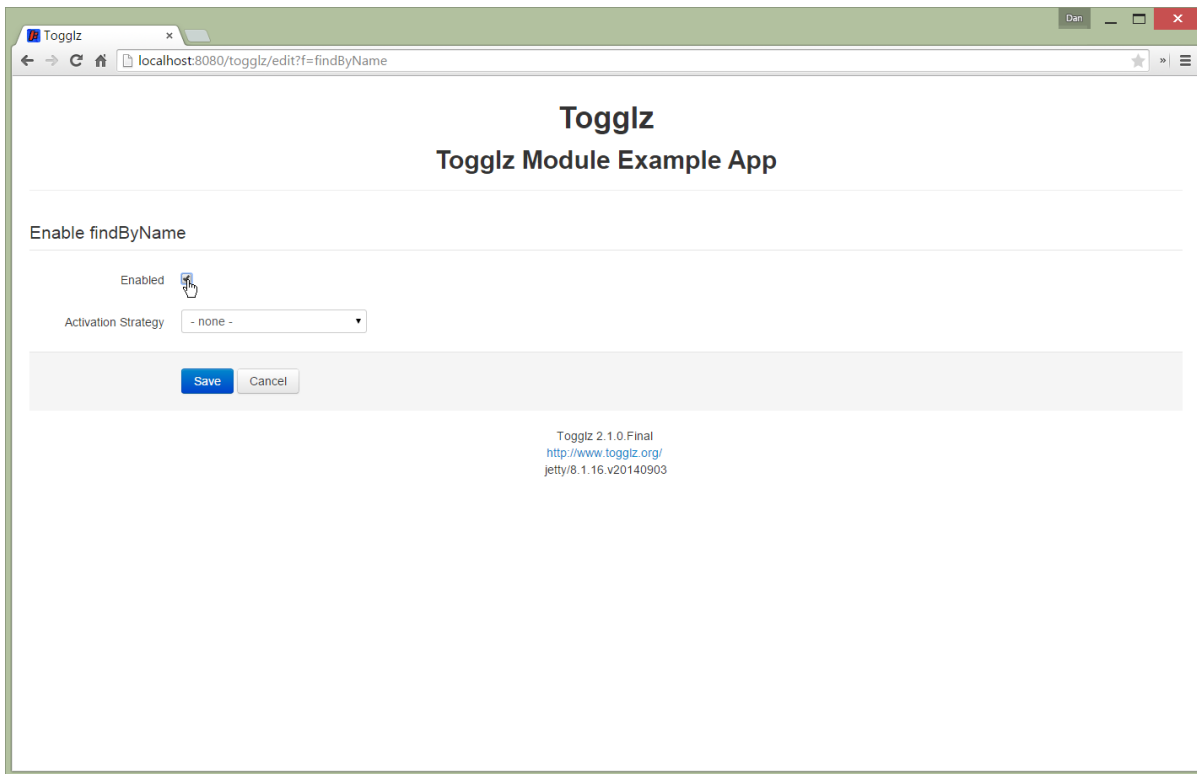 Dan
Togglz
localhost:8080/togglz/edit?f=findByName
Togglz
Togglz Module Example App
Enable findByName
Enabled
Activation Strategy - none -
Save Cancel
Togglz 2.1.0.Final
http://www.togglz.org/
jetty/8.1.16.v20140903